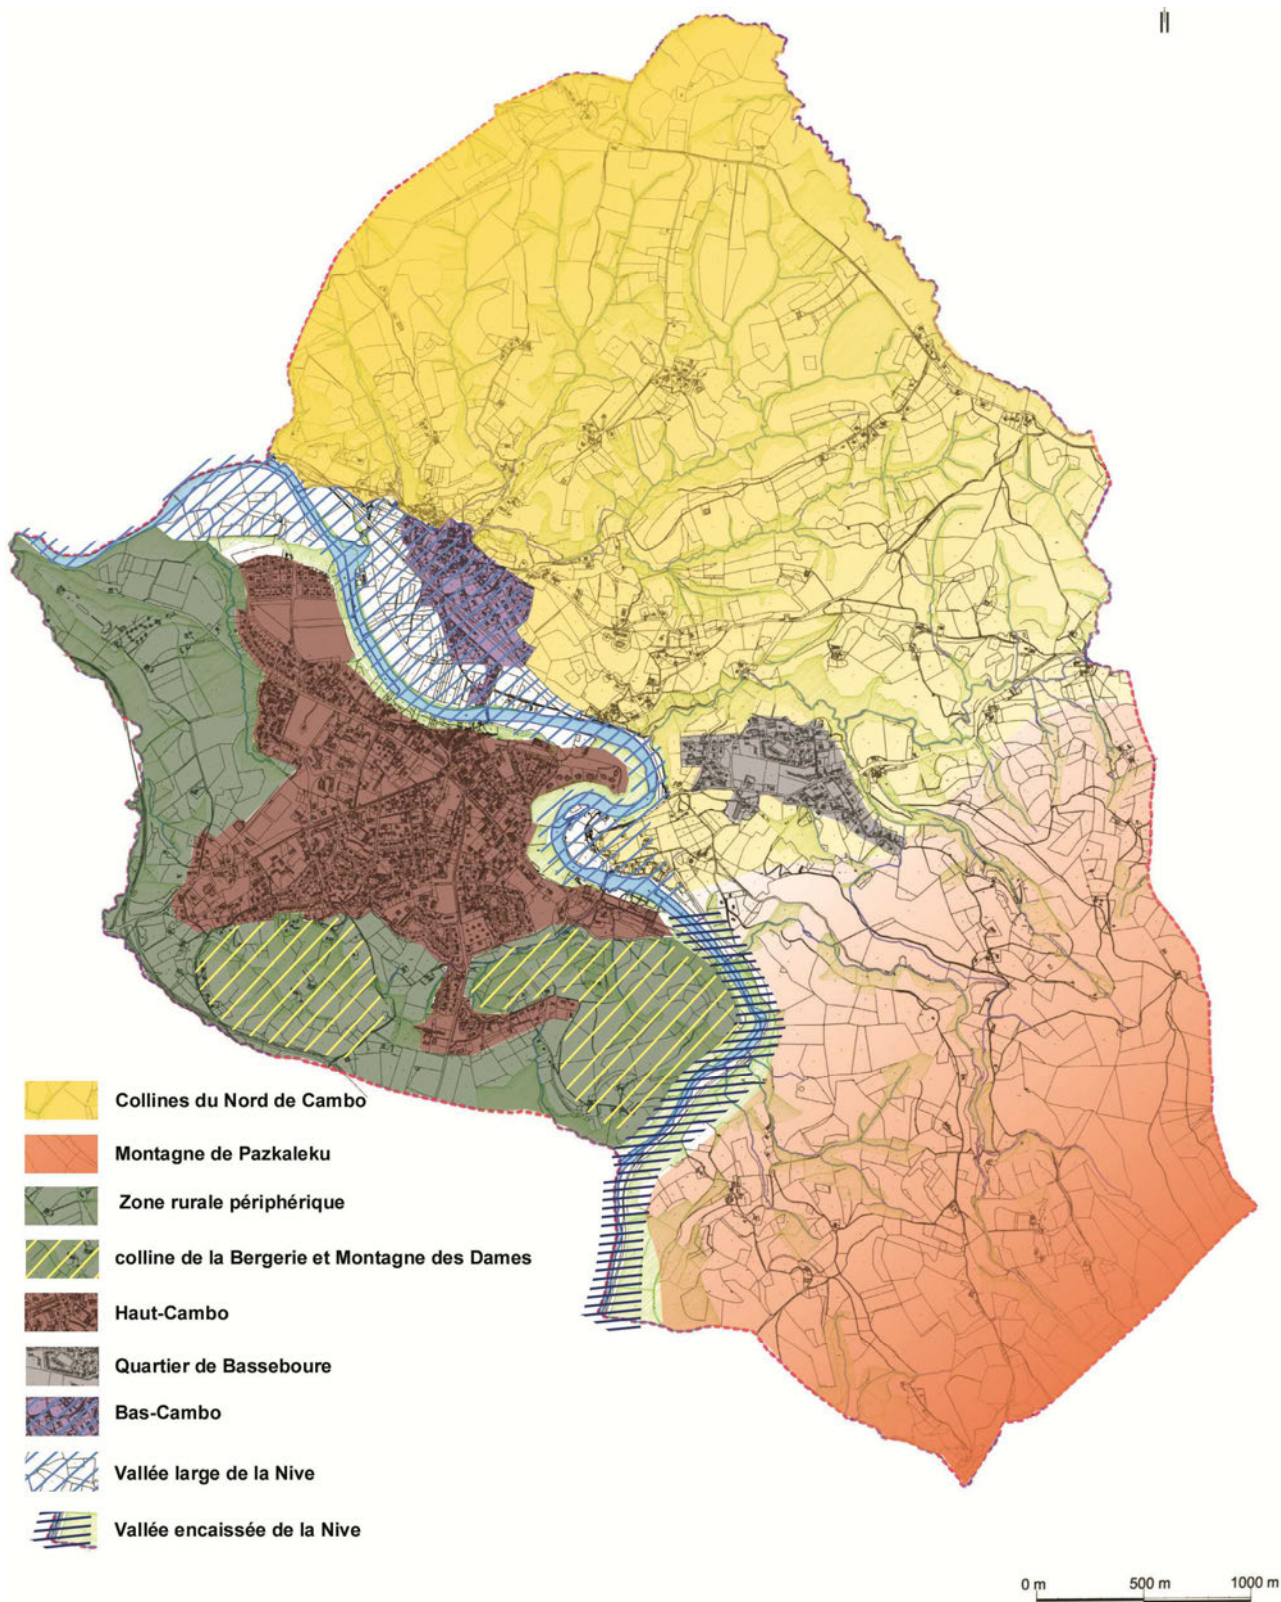 Collines du Nord de Cambo
Montagne de Pazkaleku
Zone rurale périphérique
colline de la Bergerie et Montagne des Dames
Haut-Cambo
Quartier de Basseboure
Bas-Cambo
Vallée large de la Nive
Vallée encaissée de la Nive
0 m 500 m 1000 m